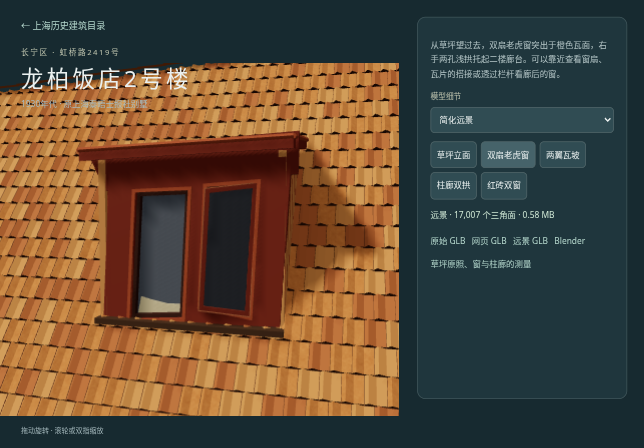 ← 上海历史建筑目录
长宁区 · 虹桥路2419号
龙柏饭店2号楼
从草坪望过去，双扇老虎窗突出于橙色瓦面，右
手两孔浅拱托起二楼廊台。可以靠近查看窗扇、
瓦片的搭接或透过栏杆看廊后的窗。
模型细节
简化远景
草坪立面 双扇老虎窗 两翼瓦坡
柱廊双拱 红砖双窗
远景 · 17,007 个三角面 · 0.58 MB
原始 GLB 网页 GLB 远景 GLB Blender
草坪原照、窗与柱廊的测量
拖动旋转 · 滚轮或双指缩放